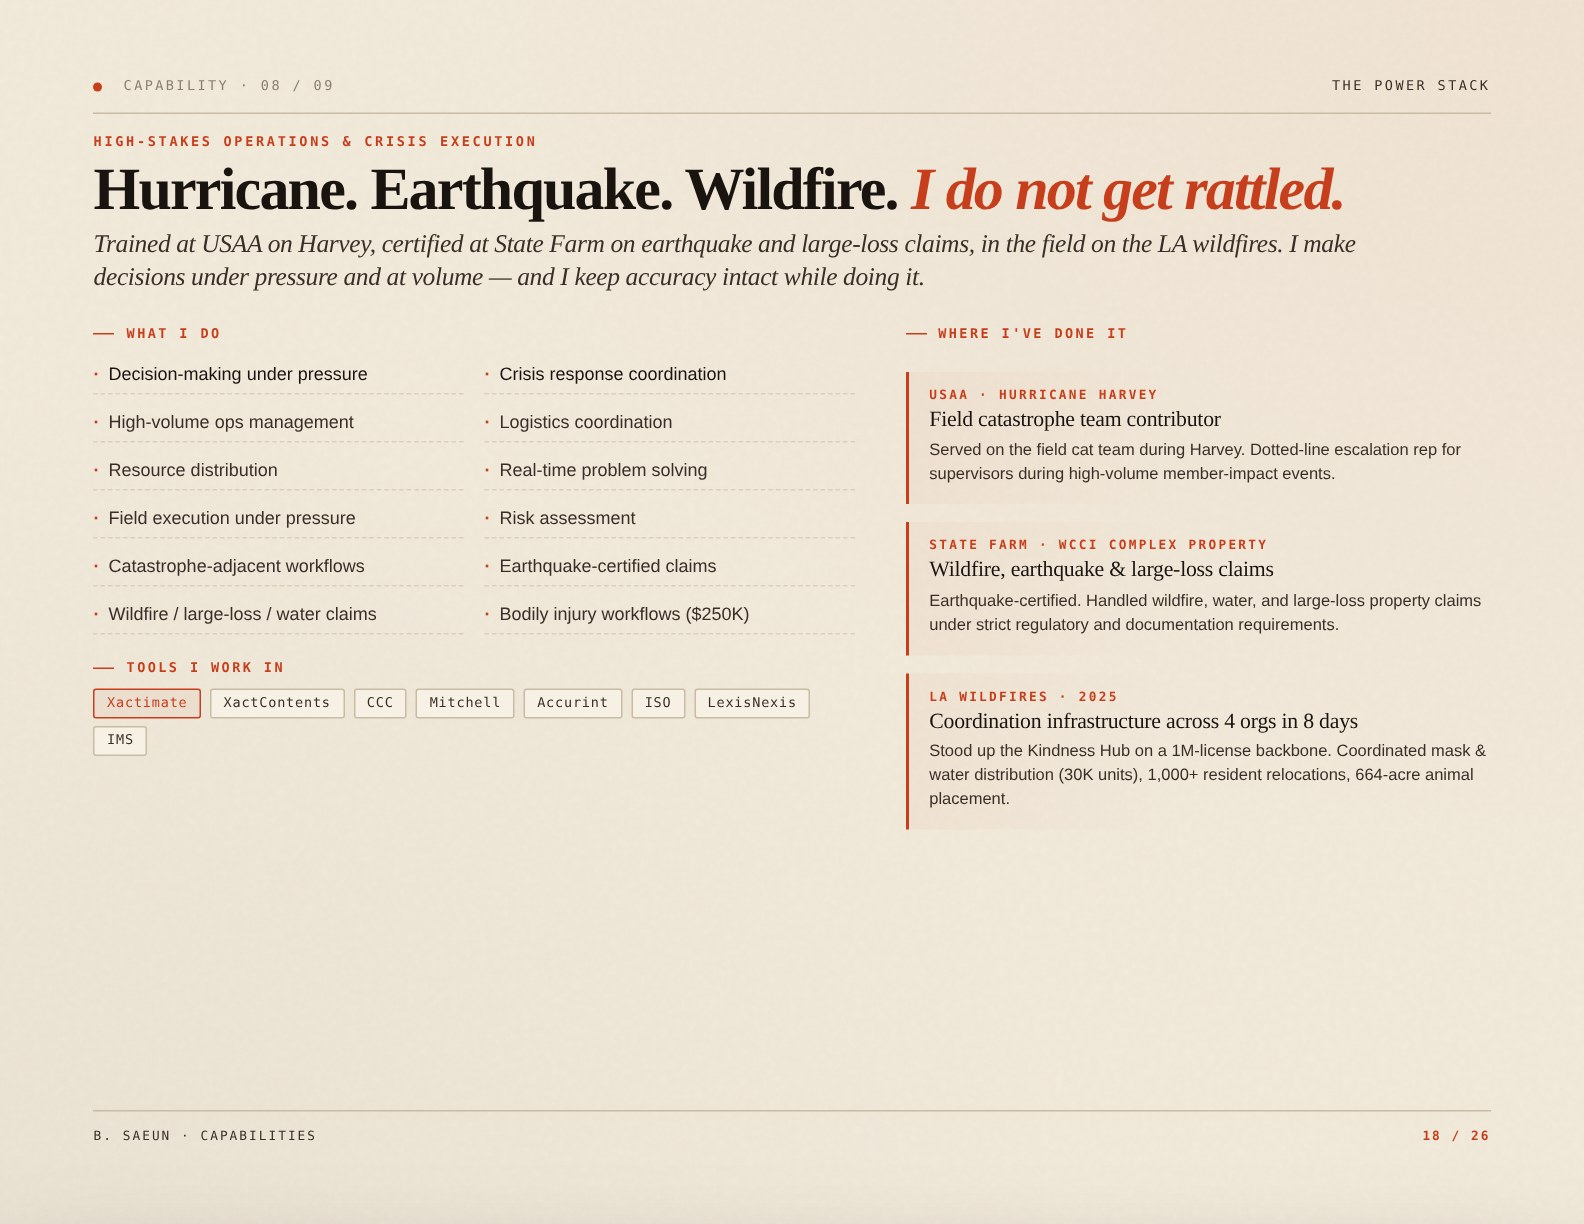 CAPABILITY · 08 / 09
THE POWER STACK
HIGH-STAKES OPERATIONS & CRISIS EXECUTION
Hurricane. Earthquake. Wildfire. I do not get rattled.
Trained at USAA on Harvey, certified at State Farm on earthquake and large-loss claims, in the field on the LA wildfires. I make
decisions under pressure and at volume — and I keep accuracy intact while doing it.
WHAT I DO
· Decision-making under pressure
· Crisis response coordination
· High-volume ops management
· Logistics coordination
· Resource distribution
· Real-time problem solving
· Field execution under pressure
· Risk assessment
· Catastrophe-adjacent workflows
· Earthquake-certified claims
· Wildfire / large-loss / water claims
· Bodily injury workflows ($250K)
TOOLS I WORK IN
Xactimate XactContents CCC Mitchell Accurint ISO LexisNexis
IMS
WHERE I'VE DONE IT
USAA · HURRICANE HARVEY
Field catastrophe team contributor
Served on the field cat team during Harvey. Dotted-line escalation rep for
supervisors during high-volume member-impact events.
STATE FARM · WCCI COMPLEX PROPERTY
Wildfire, earthquake & large-loss claims
Earthquake-certified. Handled wildfire, water, and large-loss property claims
under strict regulatory and documentation requirements.
LA WILDFIRES · 2025
Coordination infrastructure across 4 orgs in 8 days
Stood up the Kindness Hub on a 1M-license backbone. Coordinated mask &
water distribution (30K units), 1,000+ resident relocations, 664-acre animal
placement.
B. SAEUN · CAPABILITIES
18 / 26